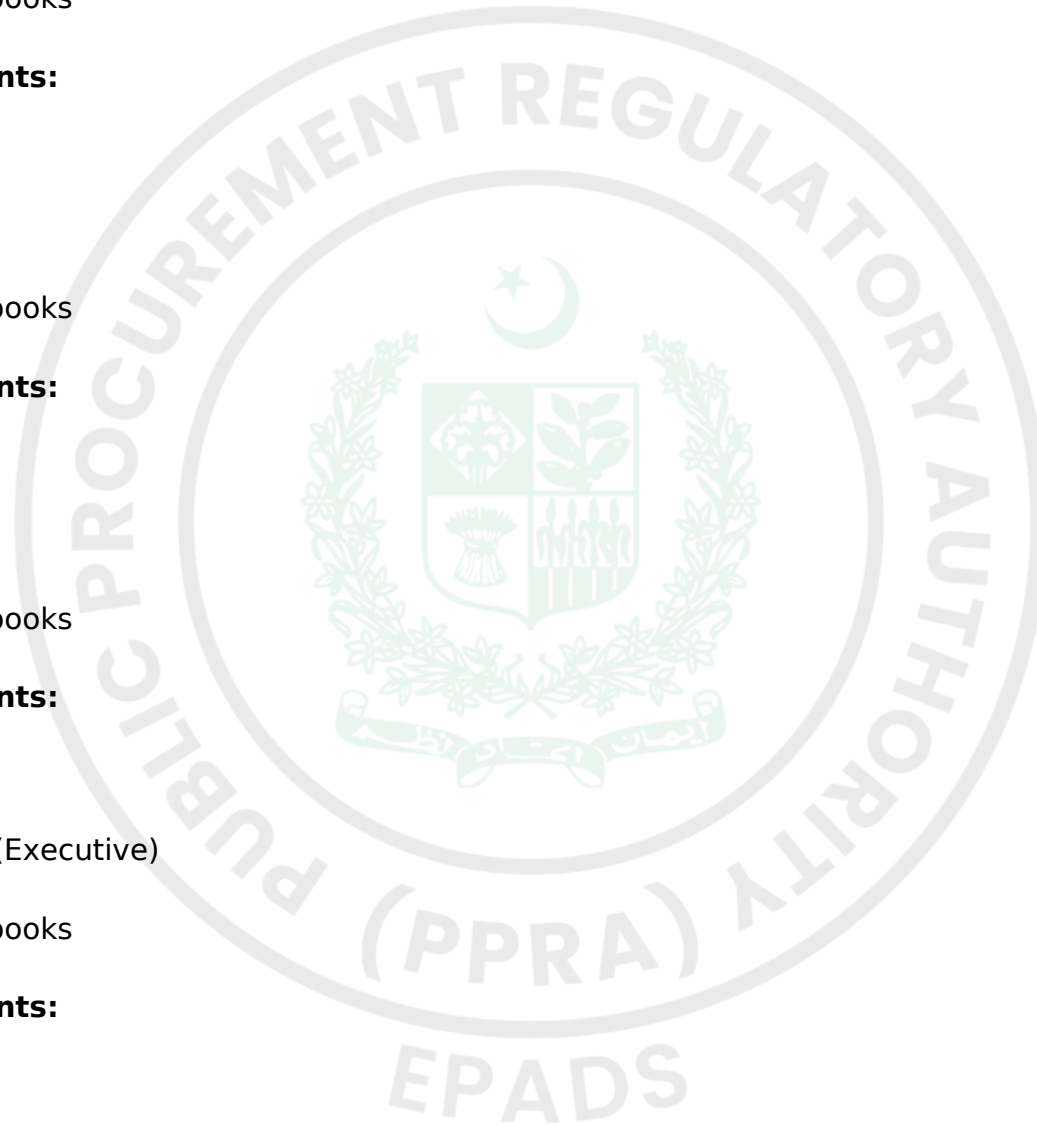 ooks
nts:
ooks
nts:
ooks
nts:
(Executive)
ooks
nts:
PUBLIC PROCUREMENT REGULATORY AUTHORITY
(PPRA)
EPADS